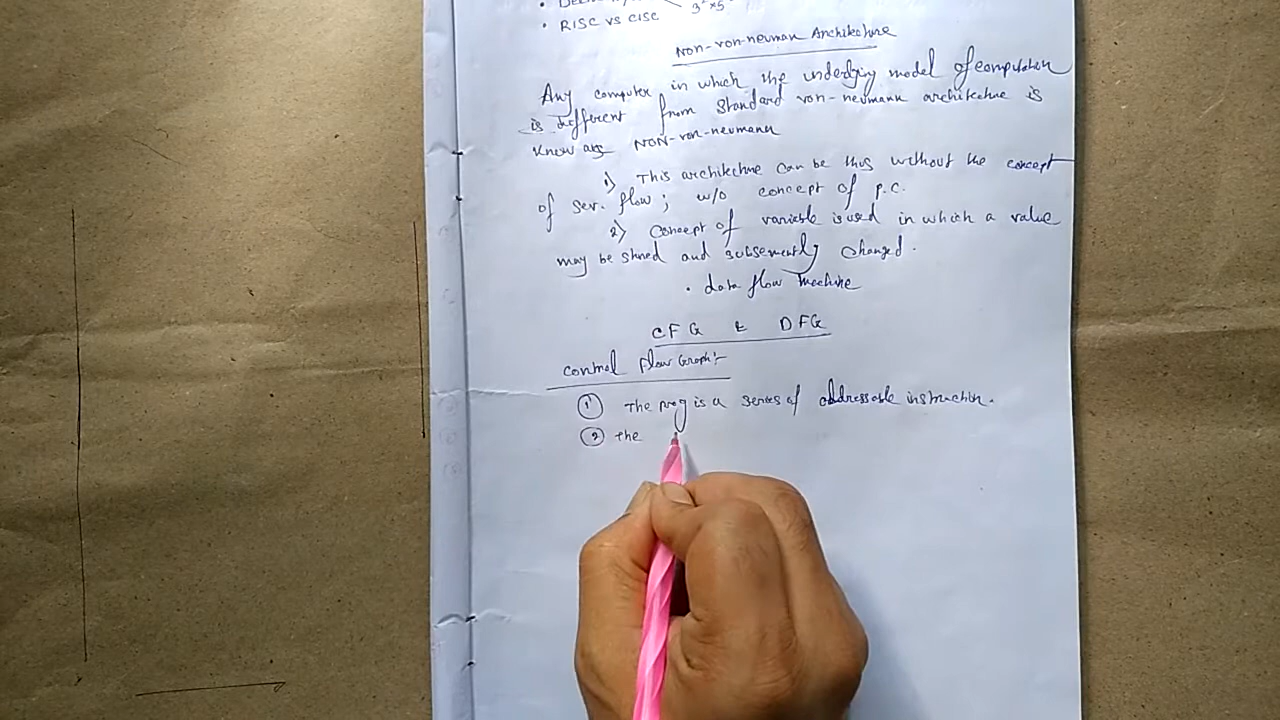 3² × 5
• RISC VS CISC
Non-von-neuman Architecture
Any computer in which the underlying model of computation
is different from standard von-neumann architecture is
know as NON-von-neumann
1) This architecture can be thus without the concept
of ser. flow; w/o concept of p.c.
2) Concept of variable is used in which a value
may be stored and subsequently changed.
• data flow machine
CFG & DFG
Control flow Graph:-
① The prog is a series of addressable instruction.
② the